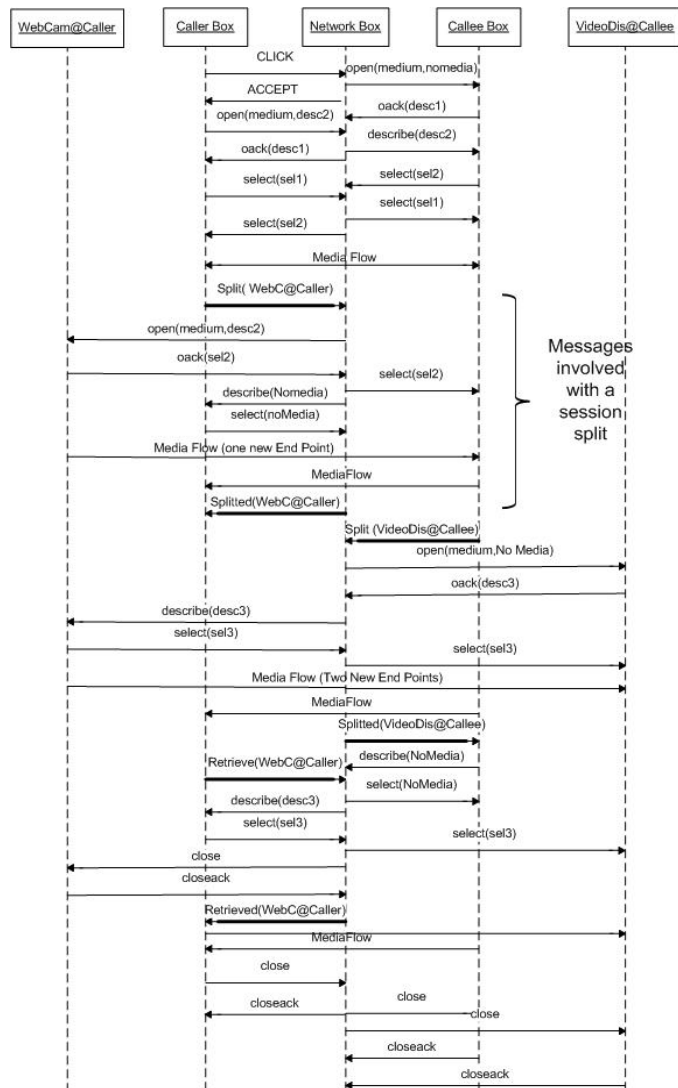 WebCam@Caller
Caller Box
Network Box
Callee Box
VideoDis@Callee
CLICK
open(medium,nomedia)
ACCEPT
oack(desc1)
open(medium,desc2)
describe(desc2)
oack(desc1)
select(sel2)
select(sel1)
select(sel1)
select(sel2)
Media Flow
Split( WebC@Caller)
open(medium,desc2)
oack(sel2)
select(sel2)
describe(Nomedia)
select(noMedia)
Media Flow (one new End Point)
MediaFlow
Splitted(WebC@Caller)
Messages
involved
with a
session
split
Split (VideoDis@Callee)
open(medium,No Media)
oack(desc3)
describe(desc3)
select(sel3)
select(sel3)
Media Flow (Two New End Points)
MediaFlow
Splitted(VideoDis@Callee)
describe(NoMedia)
Retrieve(WebC@Caller)
select(NoMedia)
describe(desc3)
select(sel3)
select(sel3)
close
closeack
Retrieved(WebC@Caller)
MediaFlow
close
close
closeack
close
closeack
closeack